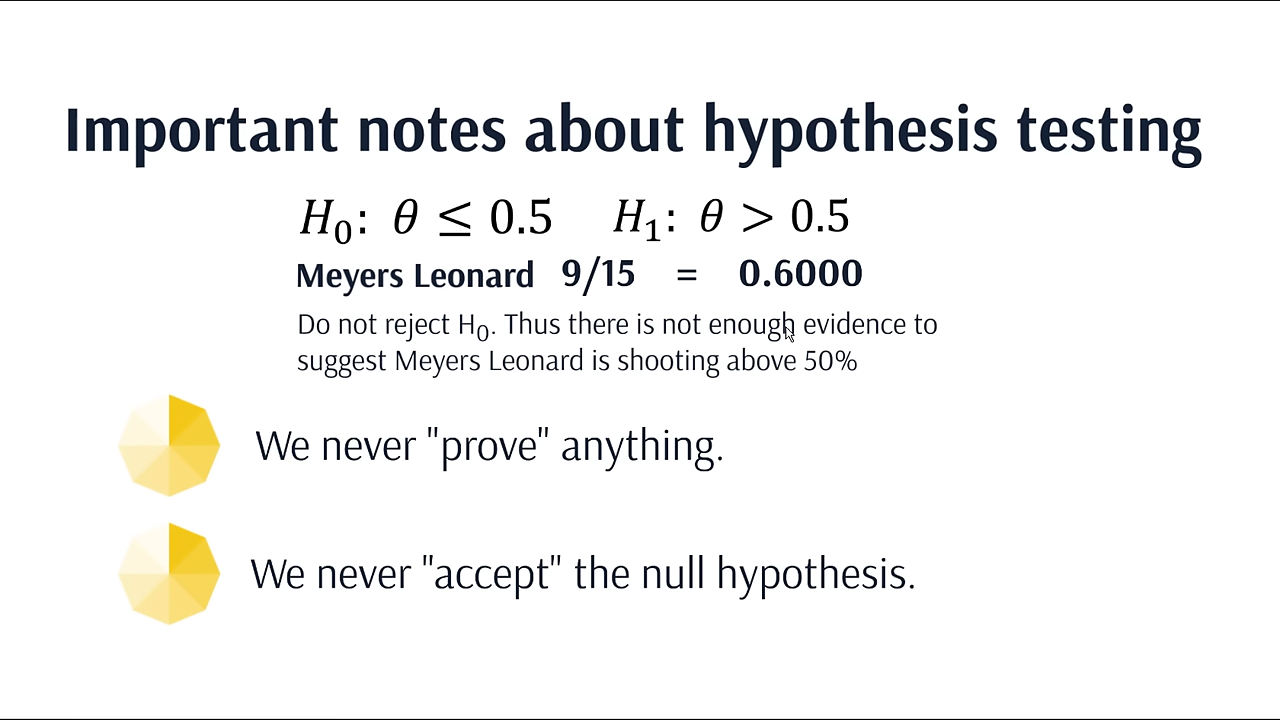 Important notes about hypothesis testing
H₀: θ ≤ 0.5 H₁: θ > 0.5
Meyers Leonard 9/15 = 0.6000
Do not reject H₀. Thus there is not enough evidence to
suggest Meyers Leonard is shooting above 50%
We never "prove" anything.
We never "accept" the null hypothesis.